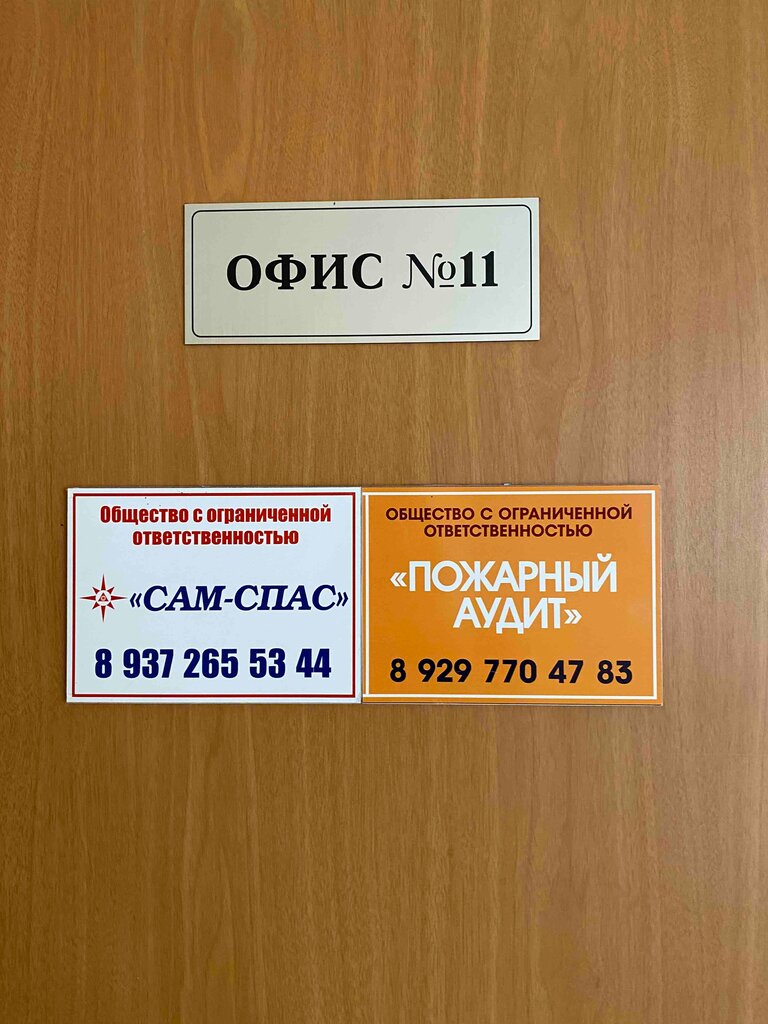 ОФИС №11
Общество с ограниченной
ответственностью
«САМ-СПАС»
8 937 265 53 44
ОБЩЕСТВО С ОГРАНИЧЕННОЙ
ОТВЕТСТВЕННОСТЬЮ
«ПОЖАРНЫЙ
АУДИТ»
8 929 770 47 83